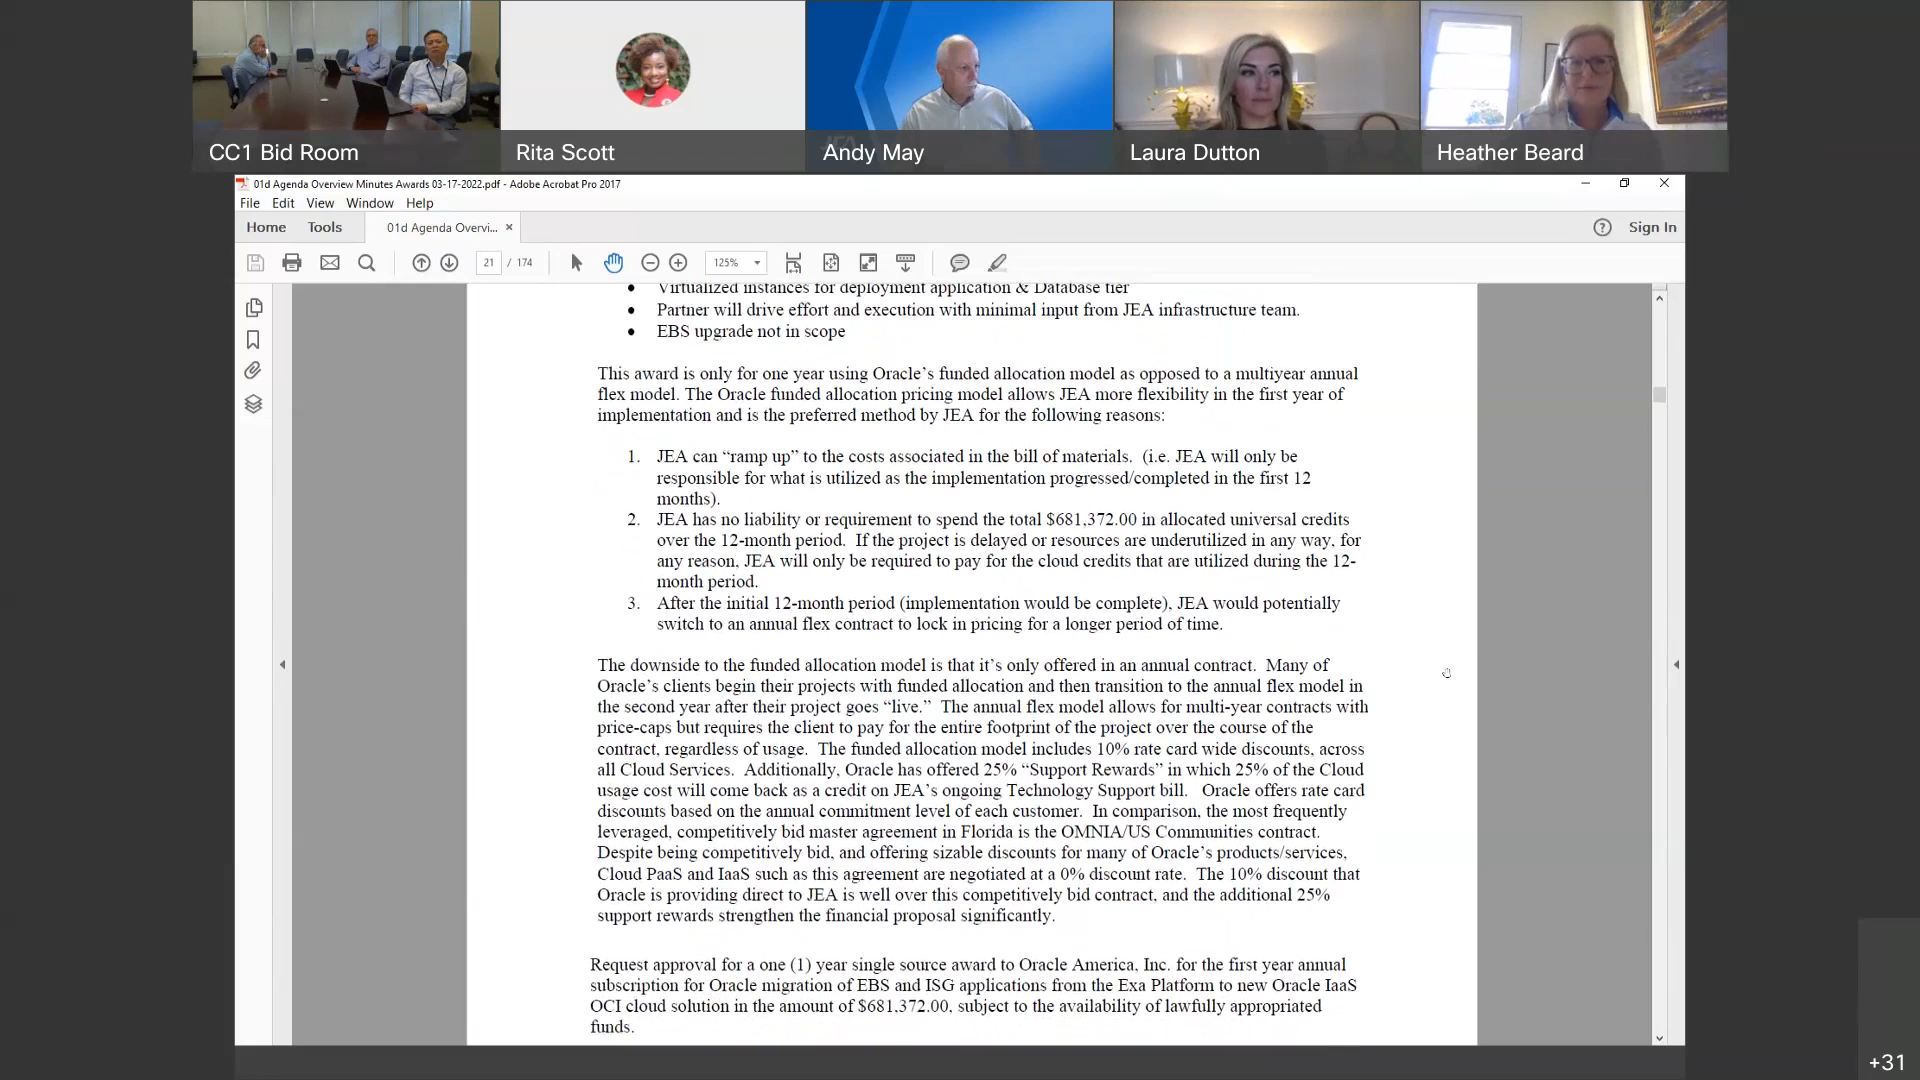 CC1 Bid Room
Rita Scott
Andy May
Laura Dutton
Heather Beard
01d Agenda Overview Minutes Awards 03-17-2022.pdf - Adobe Acrobat Pro 2017
File Edit View Window Help
Home Tools 01d Agenda Overvi... × Sign In
21 / 174 125%
• Virtualized instances for deployment application & Database tier
• Partner will drive effort and execution with minimal input from JEA infrastructure team.
• EBS upgrade not in scope
This award is only for one year using Oracle’s funded allocation model as opposed to a multiyear annual
flex model. The Oracle funded allocation pricing model allows JEA more flexibility in the first year of
implementation and is the preferred method by JEA for the following reasons:
1. JEA can “ramp up” to the costs associated in the bill of materials. (i.e. JEA will only be
responsible for what is utilized as the implementation progressed/completed in the first 12
months).
2. JEA has no liability or requirement to spend the total $681,372.00 in allocated universal credits
over the 12-month period. If the project is delayed or resources are underutilized in any way, for
any reason, JEA will only be required to pay for the cloud credits that are utilized during the 12-
month period.
3. After the initial 12-month period (implementation would be complete), JEA would potentially
switch to an annual flex contract to lock in pricing for a longer period of time.
The downside to the funded allocation model is that it’s only offered in an annual contract. Many of
Oracle’s clients begin their projects with funded allocation and then transition to the annual flex model in
the second year after their project goes “live.” The annual flex model allows for multi-year contracts with
price-caps but requires the client to pay for the entire footprint of the project over the course of the
contract, regardless of usage. The funded allocation model includes 10% rate card wide discounts, across
all Cloud Services. Additionally, Oracle has offered 25% “Support Rewards” in which 25% of the Cloud
usage cost will come back as a credit on JEA’s ongoing Technology Support bill. Oracle offers rate card
discounts based on the annual commitment level of each customer. In comparison, the most frequently
leveraged, competitively bid master agreement in Florida is the OMNIA/US Communities contract.
Despite being competitively bid, and offering sizable discounts for many of Oracle’s products/services,
Cloud PaaS and IaaS such as this agreement are negotiated at a 0% discount rate. The 10% discount that
Oracle is providing direct to JEA is well over this competitively bid contract, and the additional 25%
support rewards strengthen the financial proposal significantly.
Request approval for a one (1) year single source award to Oracle America, Inc. for the first year annual
subscription for Oracle migration of EBS and ISG applications from the Exa Platform to new Oracle IaaS
OCI cloud solution in the amount of $681,372.00, subject to the availability of lawfully appropriated
funds.
+31